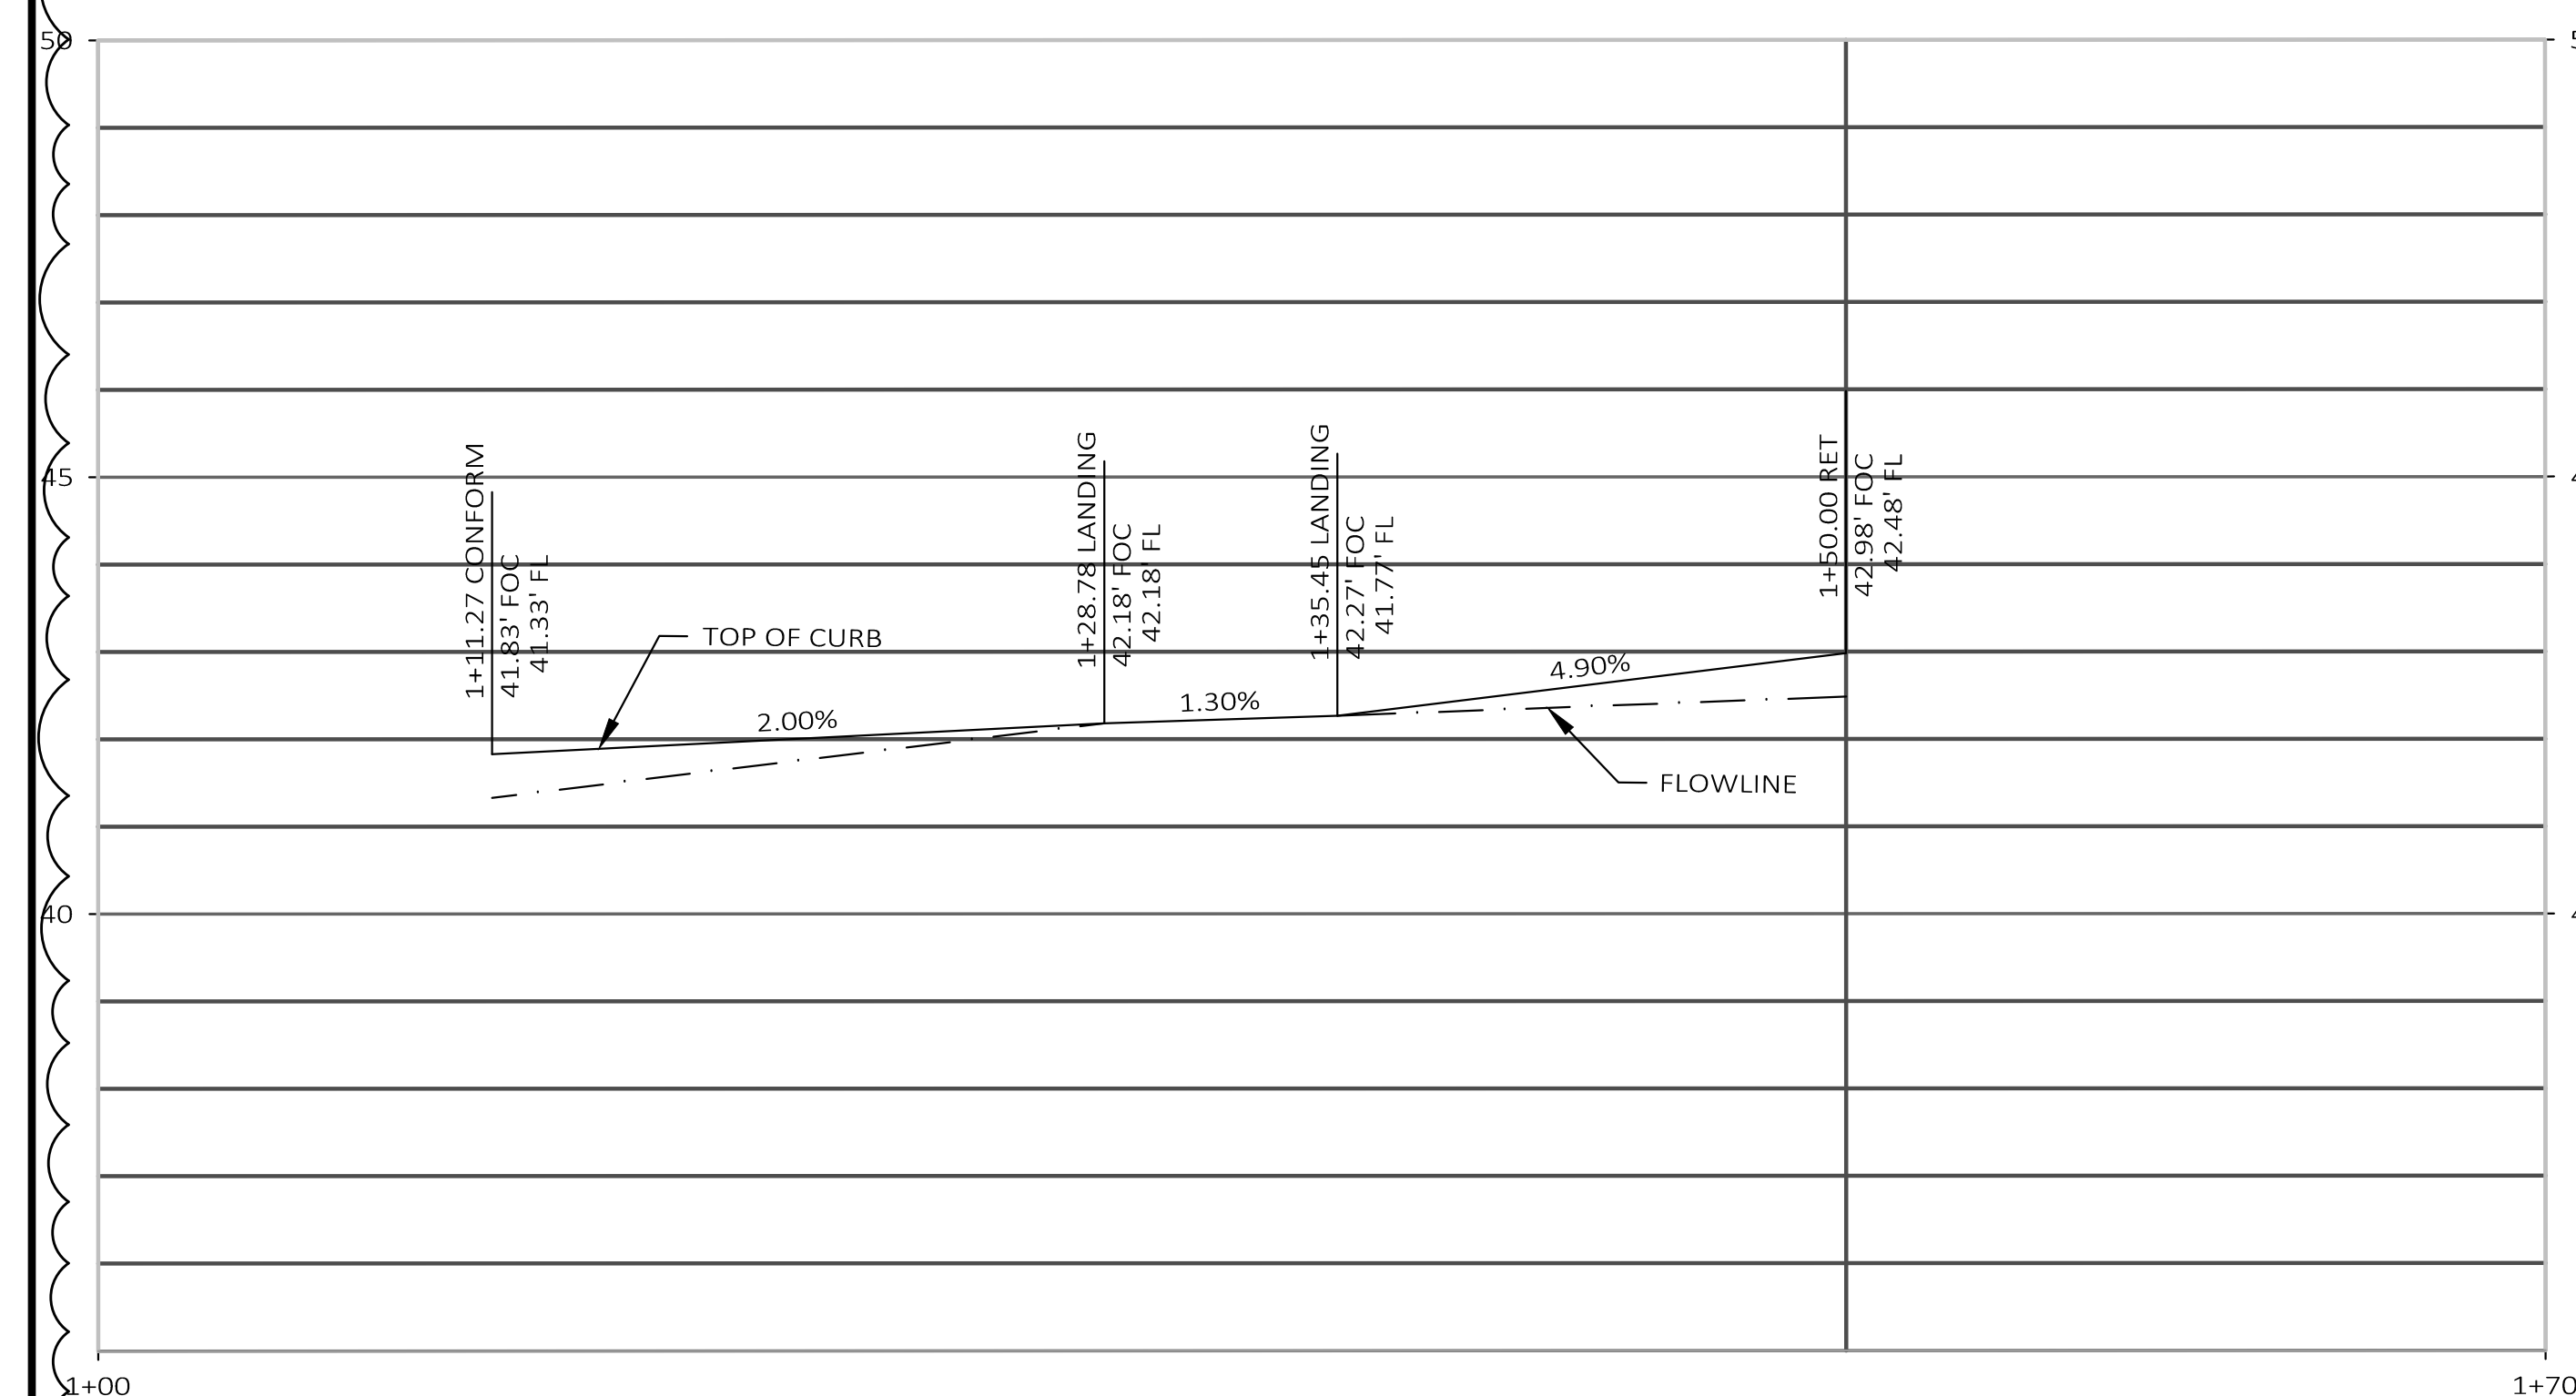 50
45
40
1+11.27 CONFORM
41.83' FOC
41.33' FL
TOP OF CURB
2.00%
1+28.78 LANDING
42.18' FOC
42.18' FL
1.30%
1+35.45 LANDING
42.27' FOC
41.77' FL
4.90%
FLOWLINE
1+50.00 RET
42.98' FOC
42.48' FL
1+00
1+70